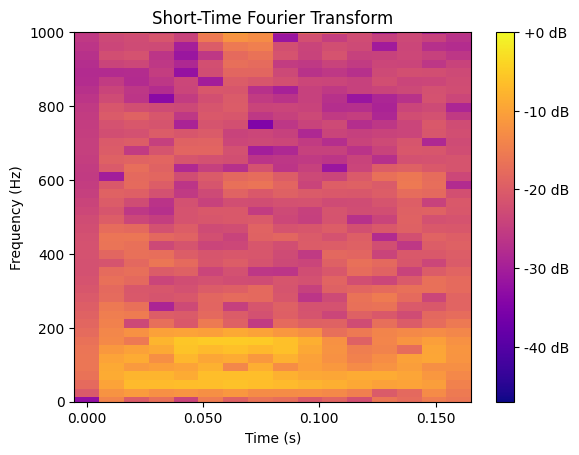 Short-Time Fourier Transform
1000
800
600
400
200
0
Frequency (Hz)
0.000
0.050
0.100
0.150
Time (s)
+0 dB
-10 dB
-20 dB
-30 dB
-40 dB